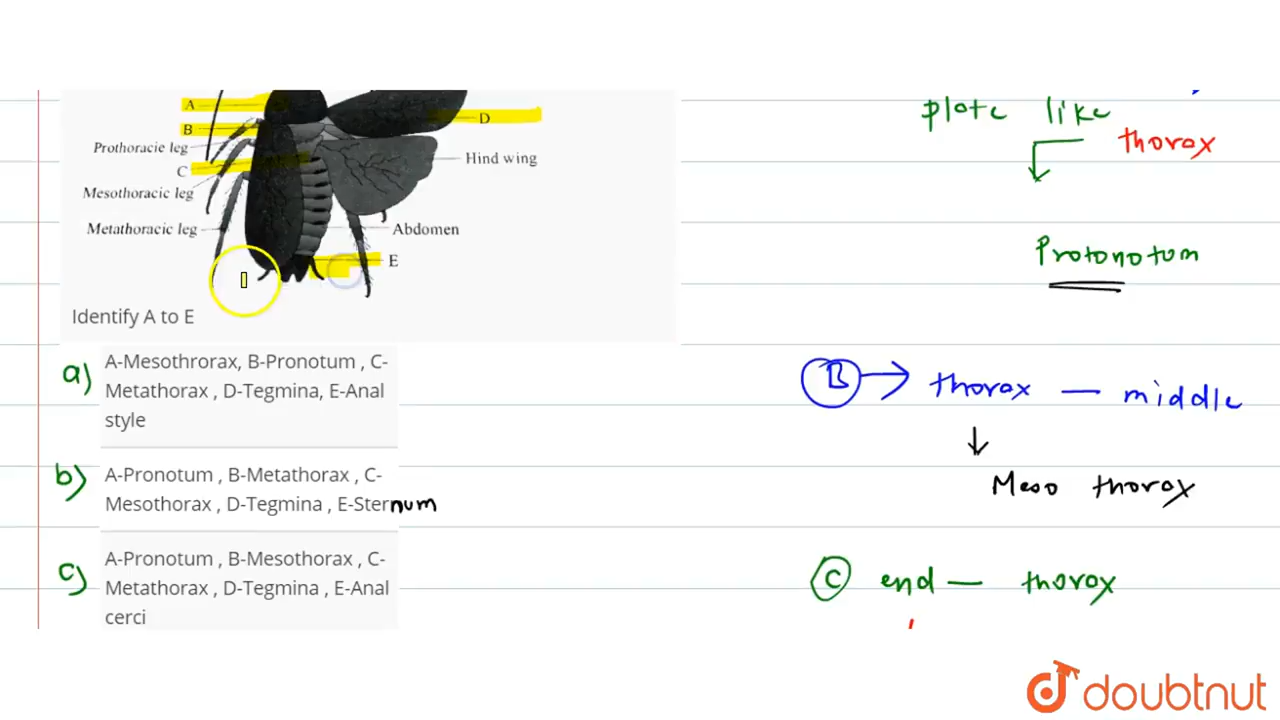 A
B
Prothoracie leg
C
Mesothoracic leg
Metathoracic leg
D
Hind wing
Abdomen
E
Identify A to E
a) A-Mesothrorax, B-Pronotum , C-
Metathorax , D-Tegmina, E-Anal
style
b) A-Pronotum , B-Metathorax , C-
Mesothorax , D-Tegmina , E-Sternum
c) A-Pronotum , B-Mesothorax , C-
Metathorax , D-Tegmina , E-Anal
cerci
plate like
thorax
Protonotum
B → thorax — middle
Meso thorax
C end — thorax
doubtnut